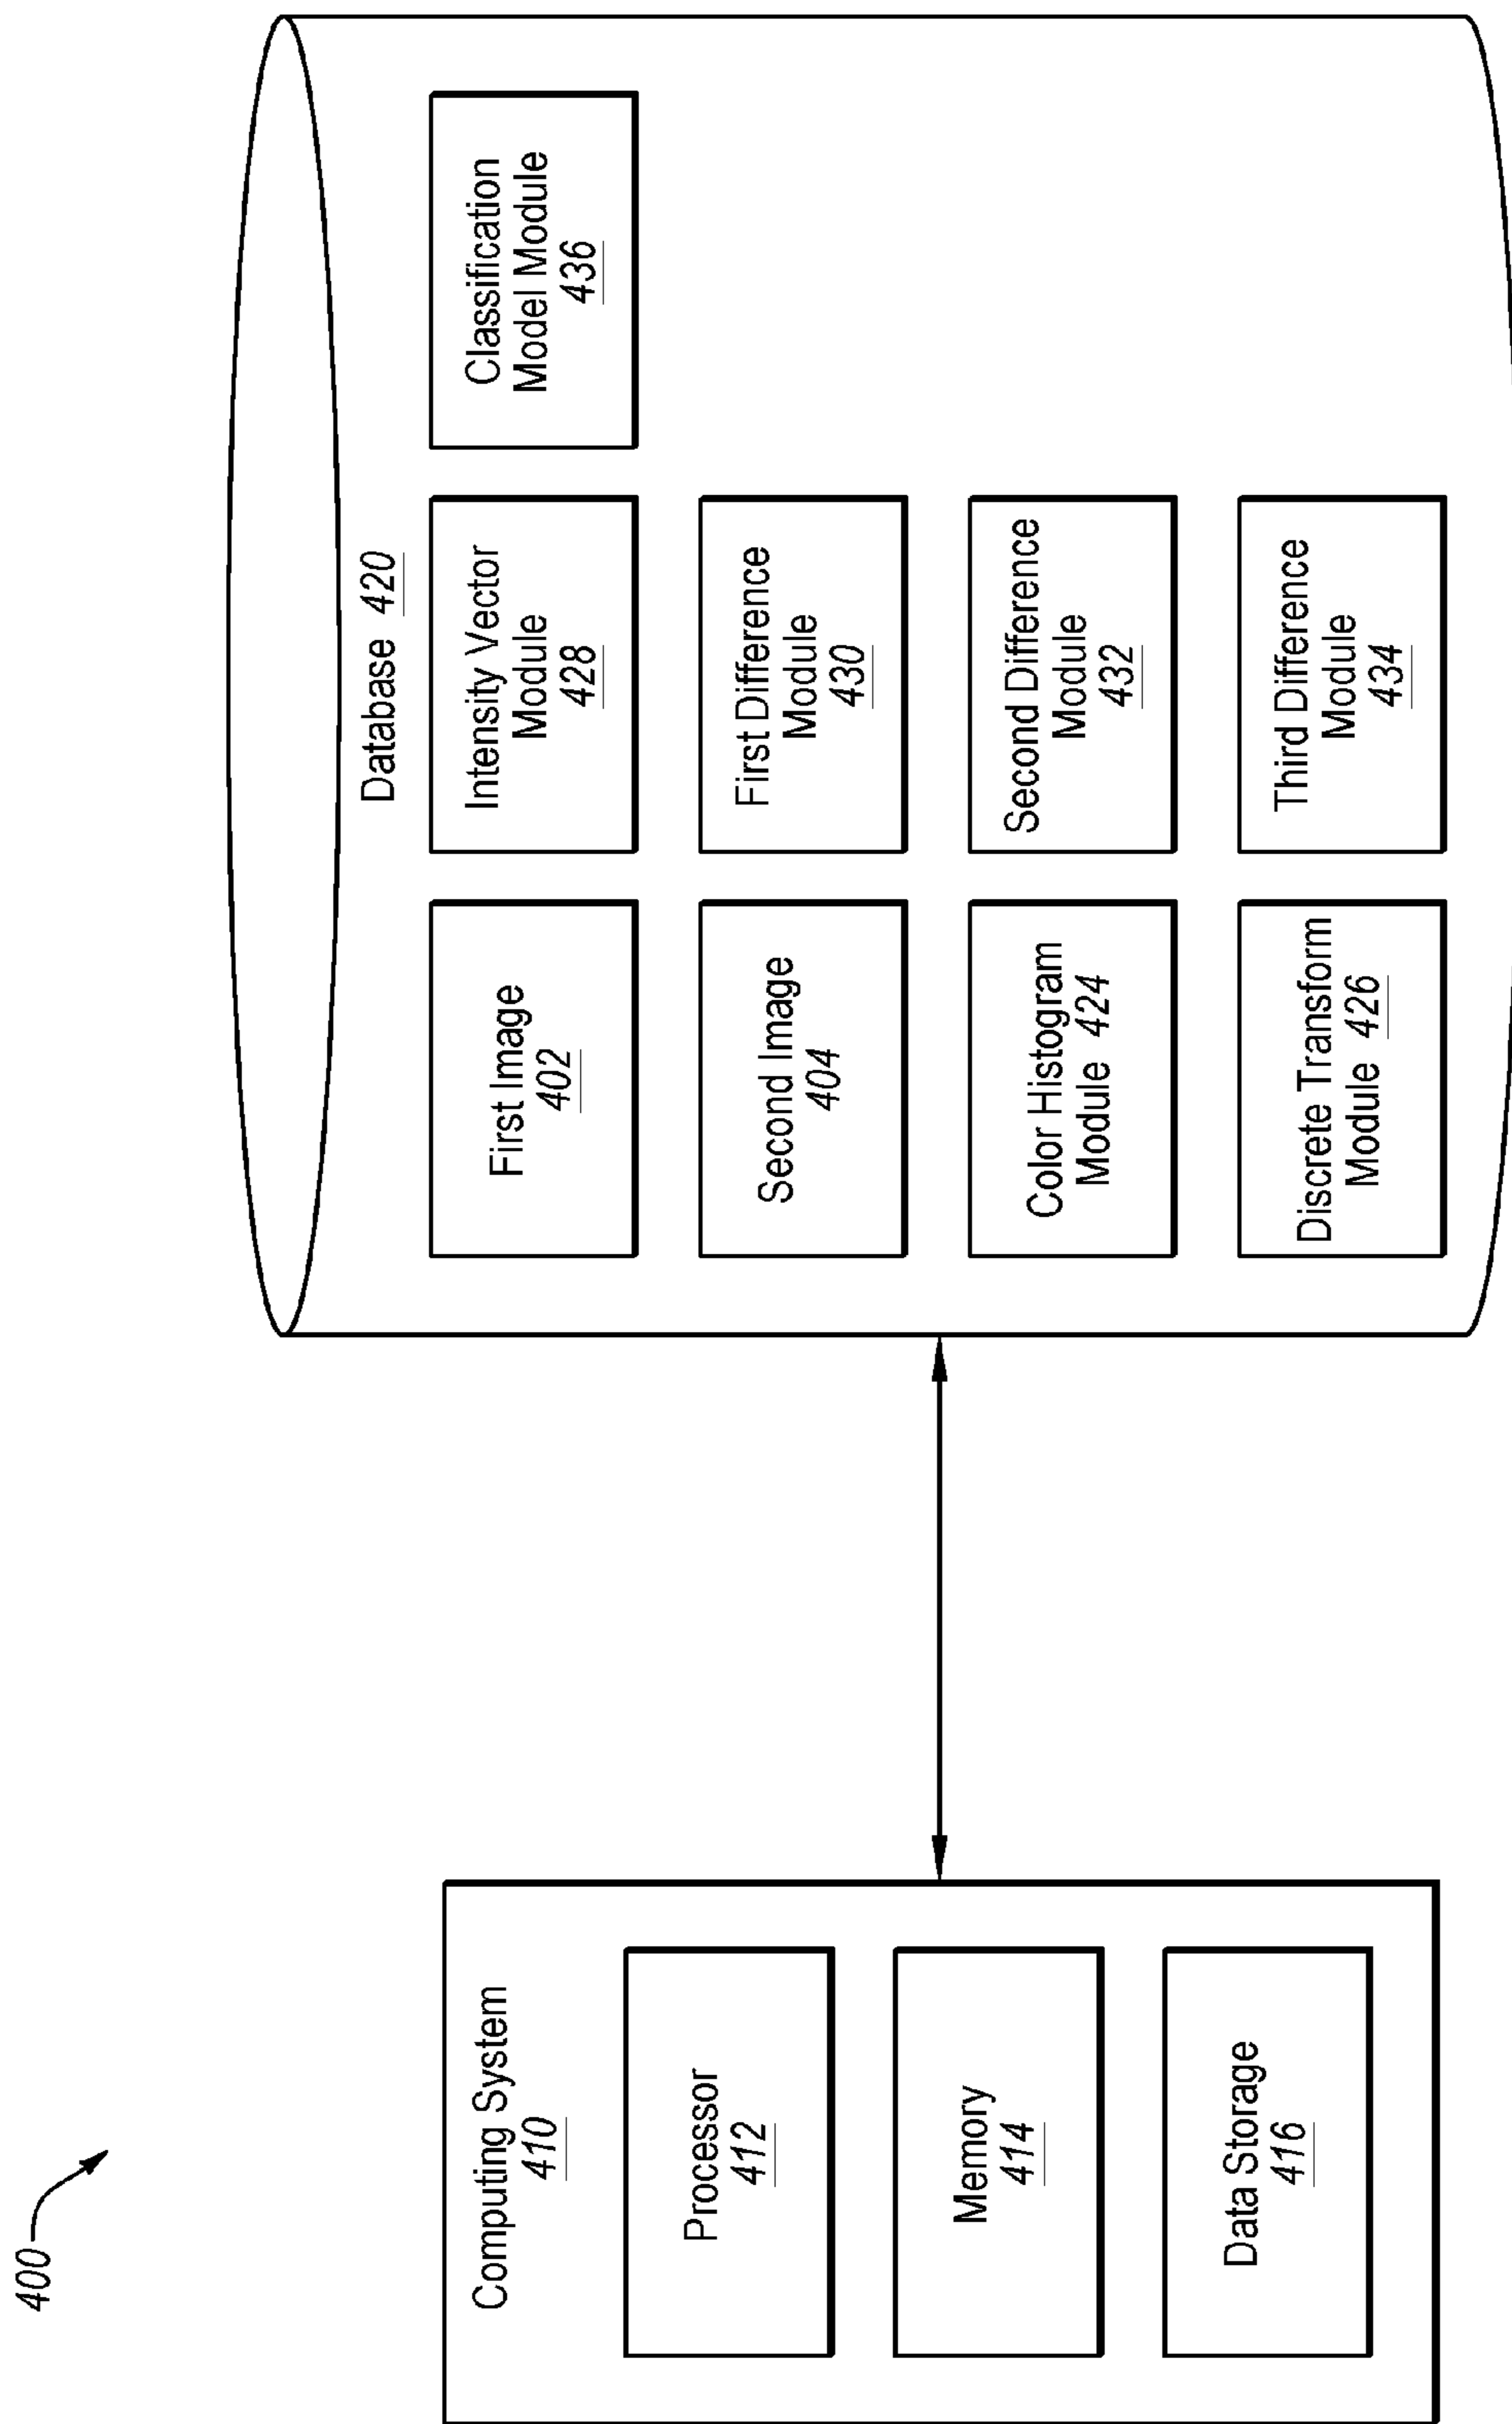 400
Computing System
410
Processor
412
Memory
414
Data Storage
416
Database 420
First Image
402
Second Image
404
Color Histogram
Module 424
Discrete Transform
Module 426
Intensity Vector
Module
428
First Difference
Module
430
Second Difference
Module
432
Third Difference
Module
434
Classification
Model Module
436